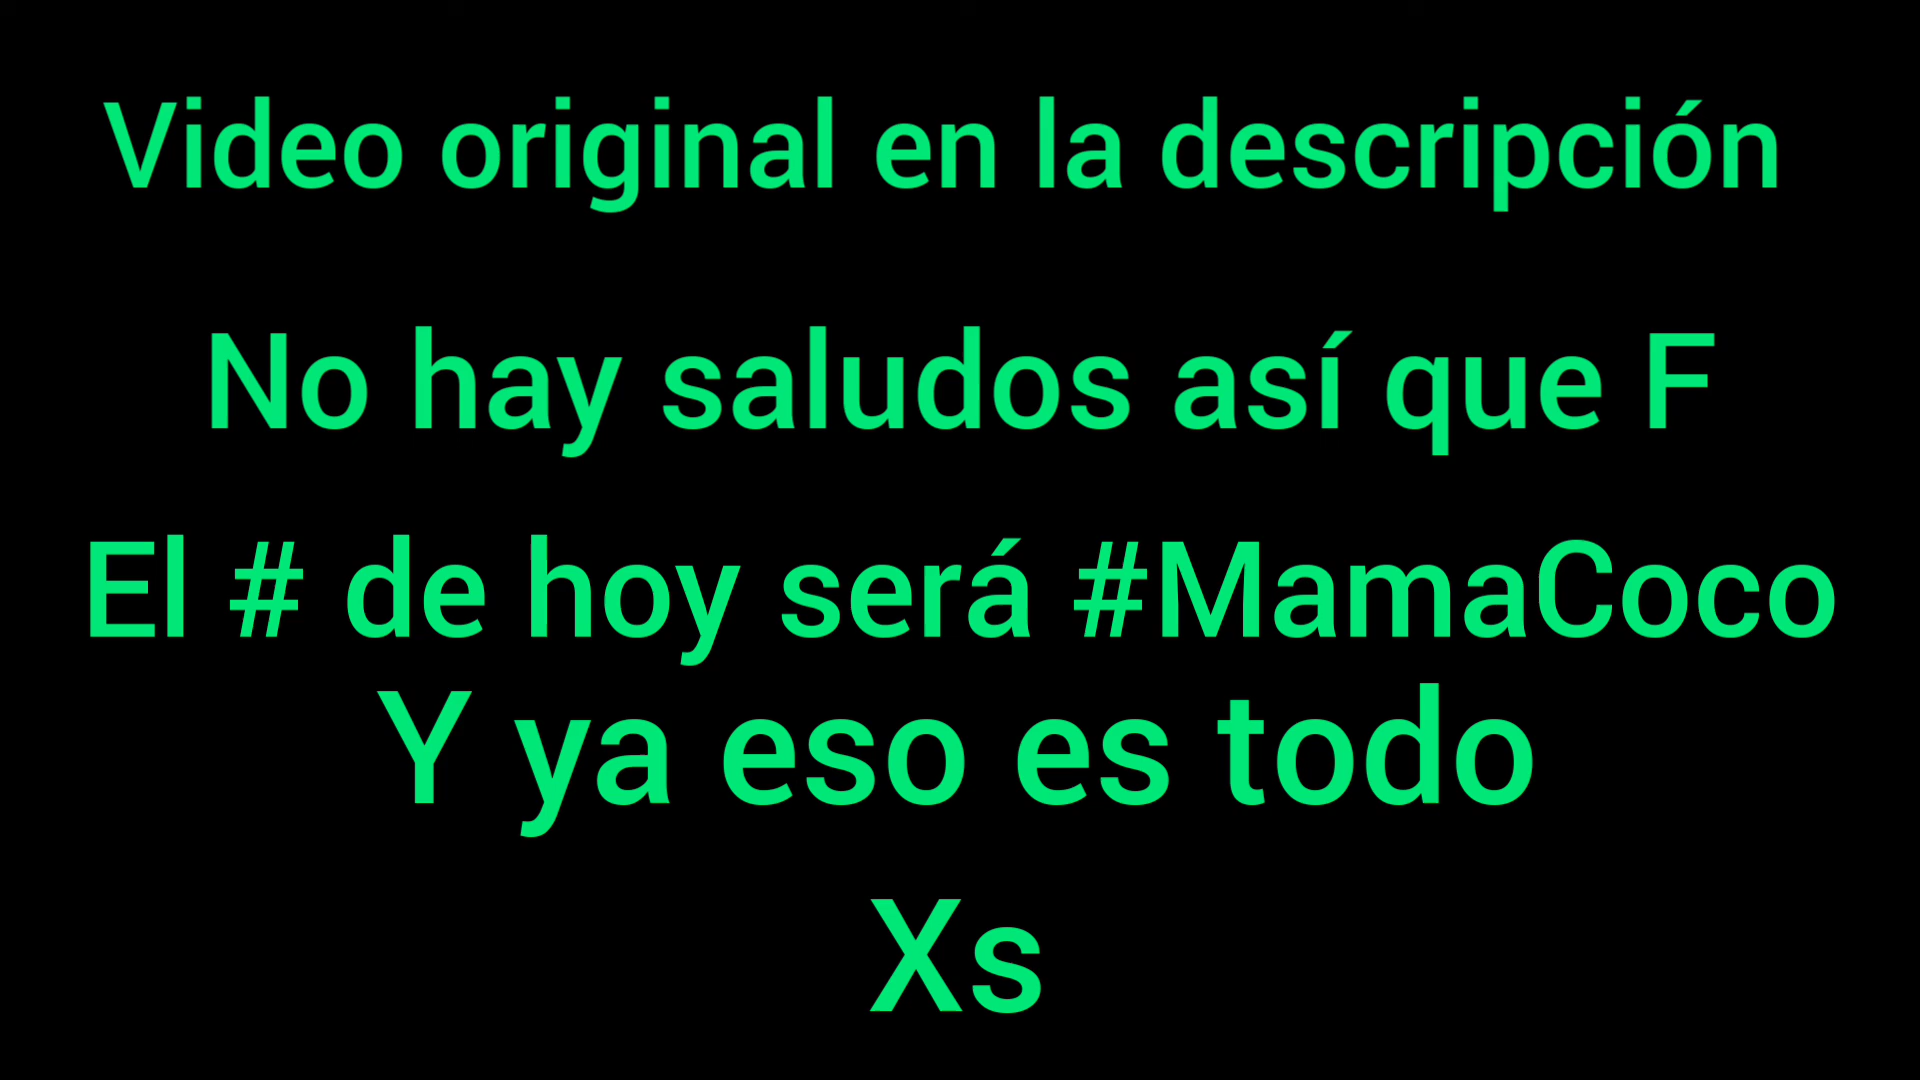 Video original en la descripción
No hay saludos así que F
El # de hoy será #MamaCoco
Y ya eso es todo
Xs